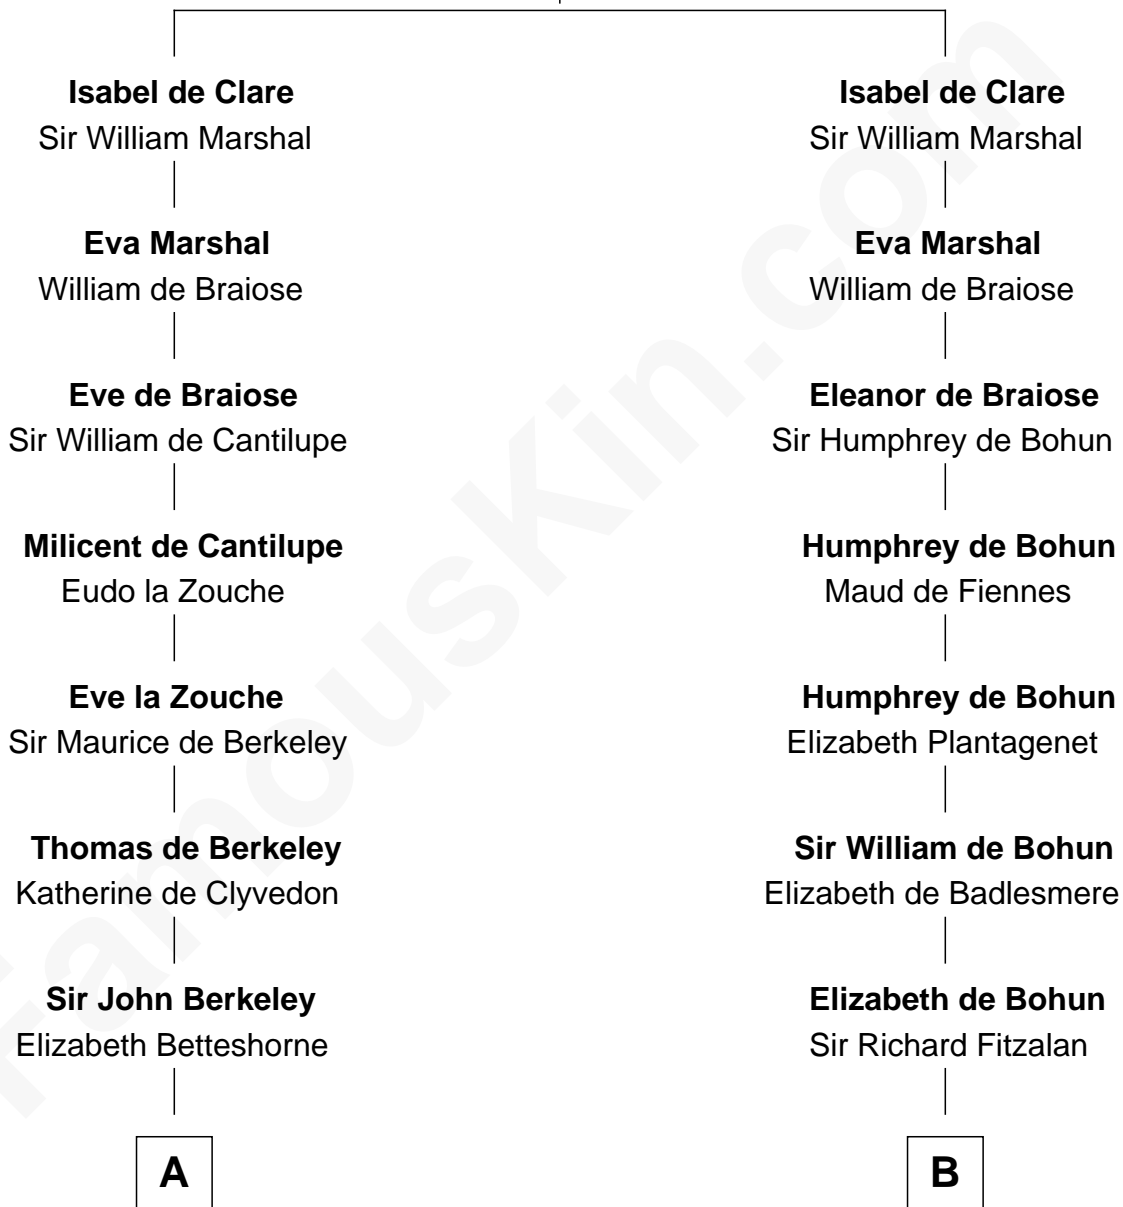 Isabel de Clare
Sir William Marshal
Eva Marshal
William de Braiose
Eve de Braiose
Sir William de Cantilupe
Milicent de Cantilupe
Eudo la Zouche
Eve la Zouche
Sir Maurice de Berkeley
Thomas de Berkeley
Katherine de Clyvedon
Sir John Berkeley
Elizabeth Betteshorne
A
Isabel de Clare
Sir William Marshal
Eva Marshal
William de Braiose
Eleanor de Braiose
Sir Humphrey de Bohun
Humphrey de Bohun
Maud de Fiennes
Humphrey de Bohun
Elizabeth Plantagenet
Sir William de Bohun
Elizabeth de Badlesmere
Elizabeth de Bohun
Sir Richard Fitzalan
B
FamousKin.com